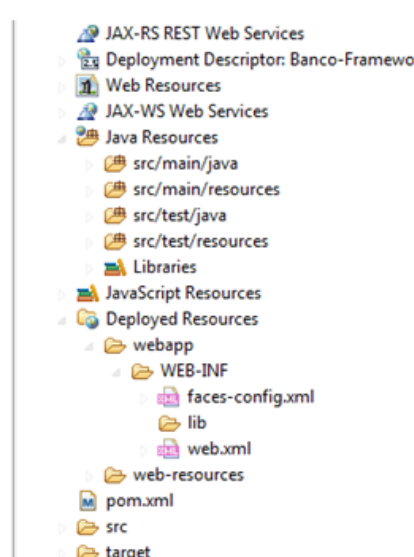 JAX-RS REST Web Services
Deployment Descriptor: Banco-Framewo
Web Resources
JAX-WS Web Services
Java Resources
src/main/java
src/main/resources
src/test/java
src/test/resources
Libraries
JavaScript Resources
Deployed Resources
webapp
WEB-INF
faces-config.xml
lib
web.xml
web-resources
pom.xml
src
target